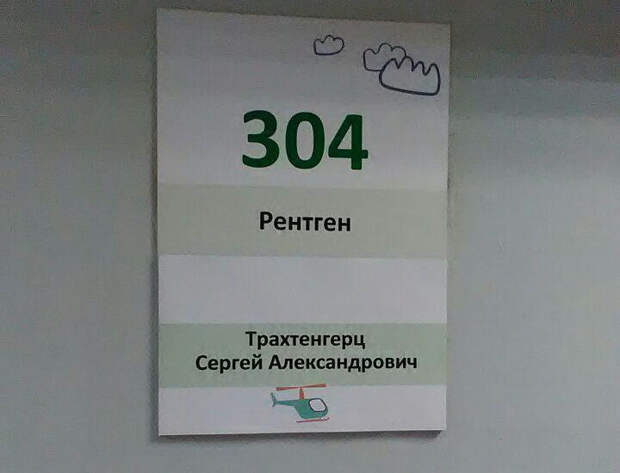 304
Рентген
Трахтенгерц
Сергей Александрович